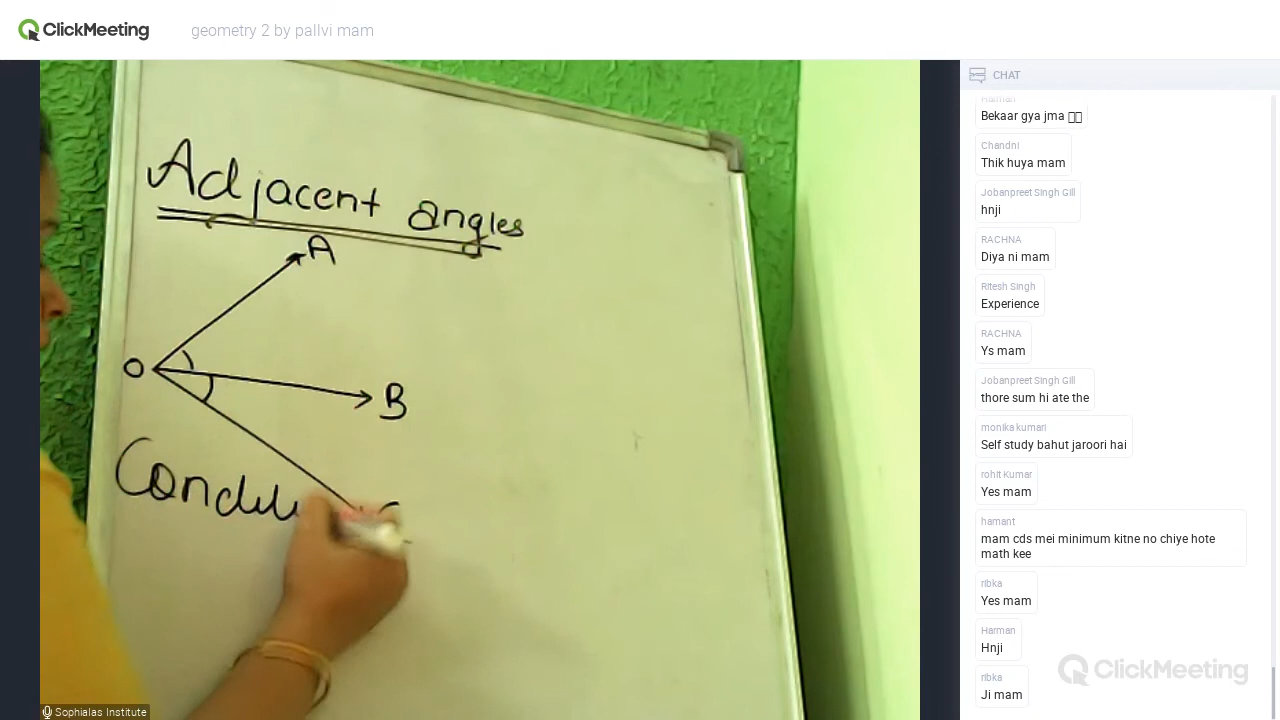 ClickMeeting
geometry 2 by pallvi mam
CHAT
Adjacent angles
A
O
B
C
Harman
Bekaar gya jma
Chandni
Thik huya mam
Jobanpreet Singh Gill
hnji
RACHNA
Diya ni mam
Ritesh Singh
Experience
RACHNA
Ys mam
Jobanpreet Singh Gill
thore sum hi ate the
monika kumari
Self study bahut jaroori hai
rohit Kumar
Yes mam
hamant
mam cds mei minimum kitne no chiye hote
math kee
ribka
Yes mam
Harman
Hnji
ribka
Ji mam
ClickMeeting
Sophialas Institute